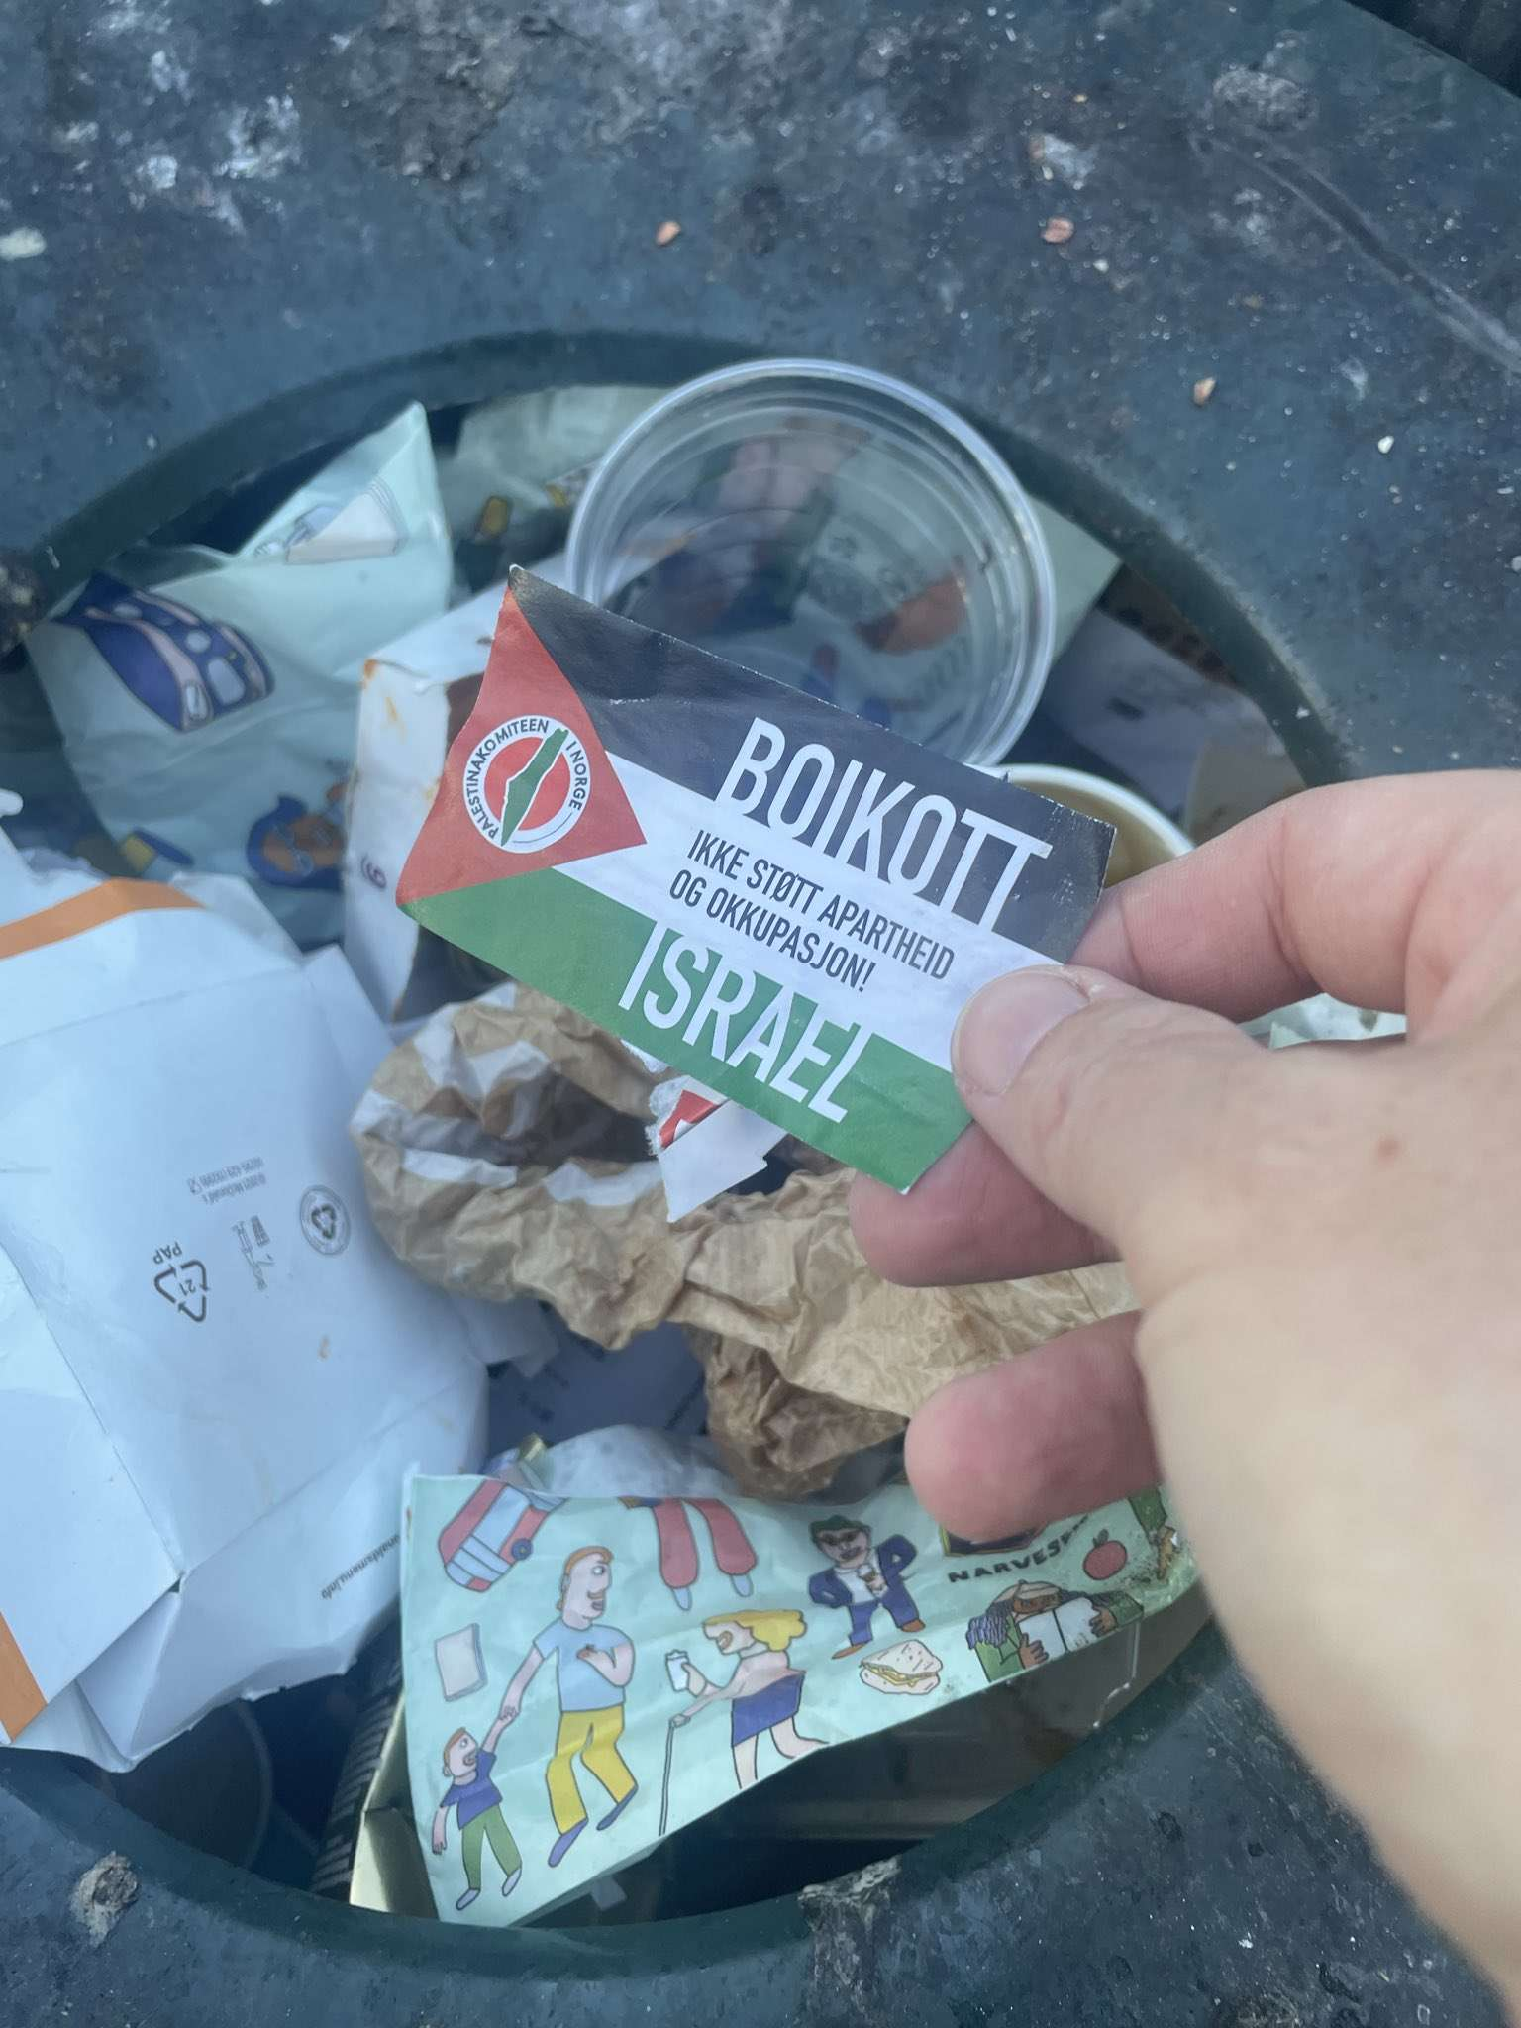 PALESTINAKOMITEEN I NORGE
BOIKOTT
IKKE STØTT APARTHEID
OG OKKUPASJON!
ISRAEL
21
PAP
NARVESEN